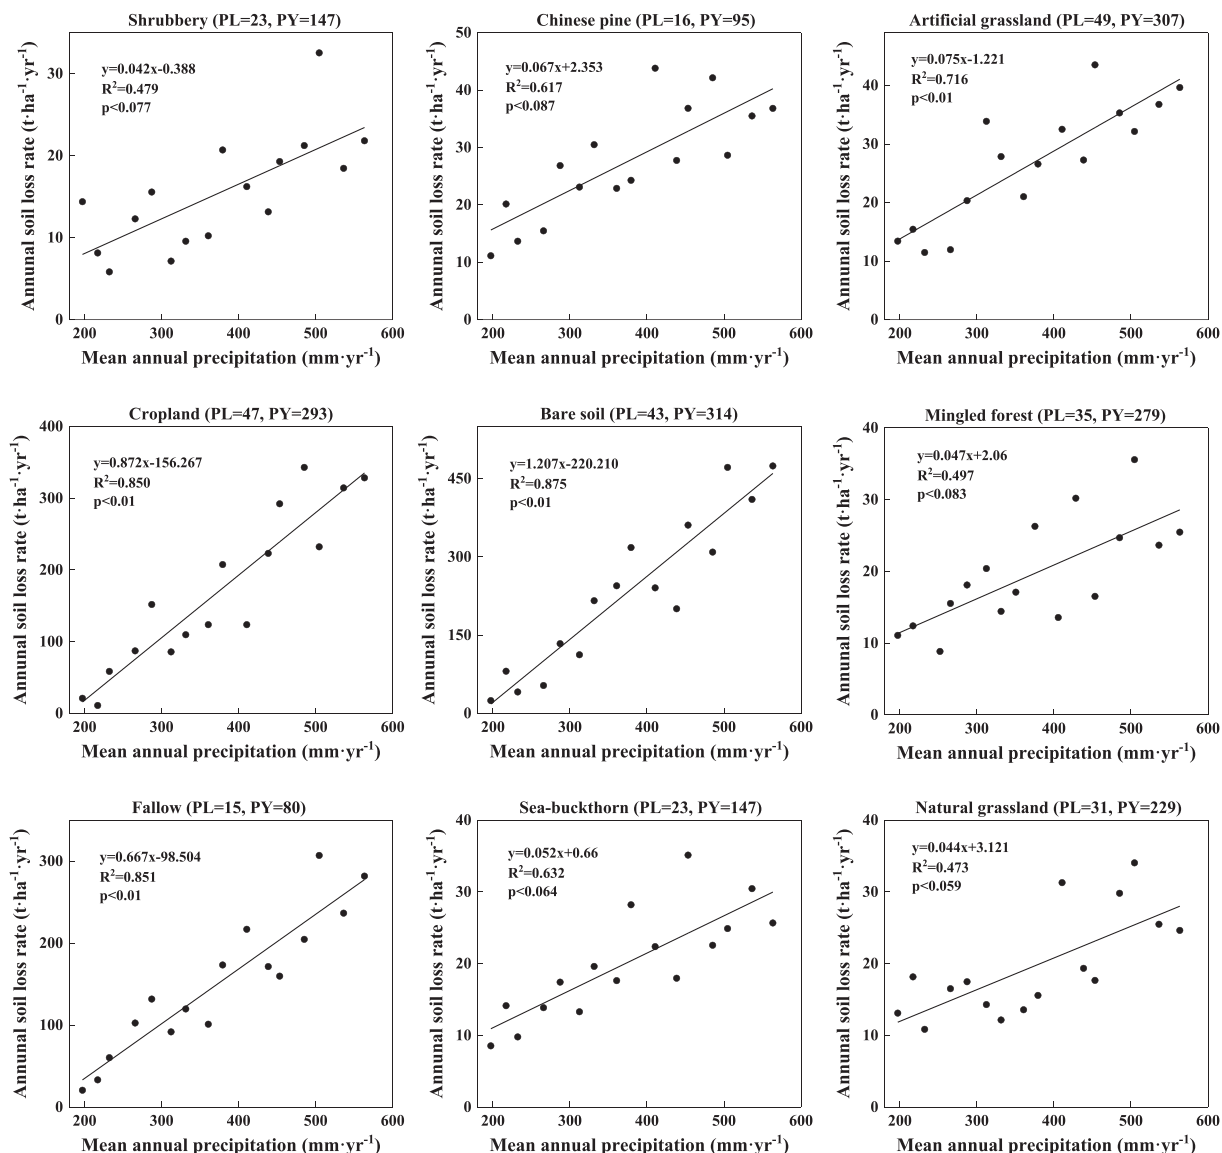 Shrubbery (PL=23, PY=147)
y=0.042x-0.388
R²=0.479
p<0.077
Annunal soil loss rate (t·ha⁻¹·yr⁻¹)
30
20
10
0
200 300 400 500 600
Mean annual precipitation (mm·yr⁻¹)
Chinese pine (PL=16, PY=95)
y=0.067x+2.353
R²=0.617
p<0.087
Annunal soil loss rate (t·ha⁻¹·yr⁻¹)
50
40
30
20
10
0
200 300 400 500 600
Mean annual precipitation (mm·yr⁻¹)
Artificial grassland (PL=49, PY=307)
y=0.075x-1.221
R²=0.716
p<0.01
Annunal soil loss rate (t·ha⁻¹·yr⁻¹)
40
30
20
10
0
200 300 400 500 600
Mean annual precipitation (mm·yr⁻¹)
Cropland (PL=47, PY=293)
y=0.872x-156.267
R²=0.850
p<0.01
Annunal soil loss rate (t·ha⁻¹·yr⁻¹)
400
300
200
100
0
200 300 400 500 600
Mean annual precipitation (mm·yr⁻¹)
Bare soil (PL=43, PY=314)
y=1.207x-220.210
R²=0.875
p<0.01
Annunal soil loss rate (t·ha⁻¹·yr⁻¹)
450
300
150
0
200 300 400 500 600
Mean annual precipitation (mm·yr⁻¹)
Mingled forest (PL=35, PY=279)
y=0.047x+2.06
R²=0.497
p<0.083
Annunal soil loss rate (t·ha⁻¹·yr⁻¹)
40
30
20
10
0
200 300 400 500 600
Mean annual precipitation (mm·yr⁻¹)
Fallow (PL=15, PY=80)
y=0.667x-98.504
R²=0.851
p<0.01
Annunal soil loss rate (t·ha⁻¹·yr⁻¹)
300
200
100
0
200 300 400 500 600
Mean annual precipitation (mm·yr⁻¹)
Sea-buckthorn (PL=23, PY=147)
y=0.052x+0.66
R²=0.632
p<0.064
Annunal soil loss rate (t·ha⁻¹·yr⁻¹)
40
30
20
10
0
200 300 400 500 600
Mean annual precipitation (mm·yr⁻¹)
Natural grassland (PL=31, PY=229)
y=0.044x+3.121
R²=0.473
p<0.059
Annunal soil loss rate (t·ha⁻¹·yr⁻¹)
40
30
20
10
0
200 300 400 500 600
Mean annual precipitation (mm·yr⁻¹)